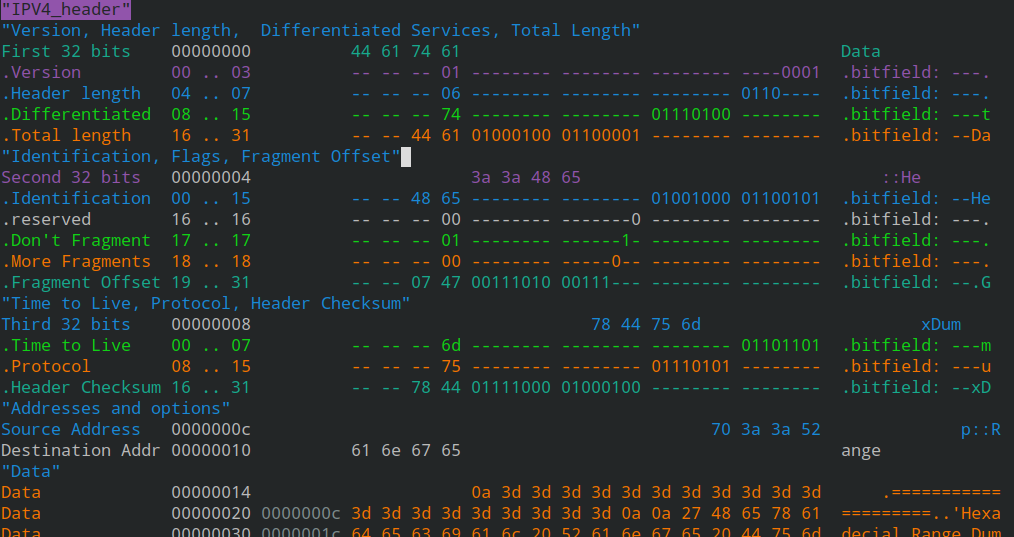 "IPV4_header"
"Version, Header length,  Differentiated Services, Total Length"
First 32 bits    00000000          44 61 74 61                                      Data
.Version         00 .. 03          -- -- -- 01 -------- -------- -------- ----0001  .bitfield: ---.
.Header length   04 .. 07          -- -- -- 06 -------- -------- -------- 0110----  .bitfield: ---.
.Differentiated  08 .. 15          -- -- -- 74 -------- -------- 01110100 --------  .bitfield: ---t
.Total length    16 .. 31          -- -- 44 61 01000100 01100001 -------- --------  .bitfield: --Da
"Identification, Flags, Fragment Offset"
Second 32 bits   00000004                      3a 3a 48 65                              ::He
.Identification  00 .. 15          -- -- 48 65 -------- -------- 01001000 01100101  .bitfield: --He
.reserved        16 .. 16          -- -- -- 00 -------- -------0 -------- --------  .bitfield: ---.
.Don't Fragment  17 .. 17          -- -- -- 01 -------- ------1- -------- --------  .bitfield: ---.
.More Fragments  18 .. 18          -- -- -- 00 -------- -----0-- -------- --------  .bitfield: ---.
.Fragment Offset 19 .. 31          -- -- 07 47 00111010 00111--- -------- --------  .bitfield: ---.G
"Time to Live, Protocol, Header Checksum"
Third 32 bits    00000008                                  78 44 75 6d                      xDum
.Time to Live    00 .. 07          -- -- -- 6d -------- -------- -------- 01101101  .bitfield: ---m
.Protocol        08 .. 15          -- -- -- 75 -------- -------- 01110101 --------  .bitfield: ---u
.Header Checksum 16 .. 31          -- -- 78 44 01111000 01000100 -------- --------  .bitfield: --xD
"Addresses and options"
Source Address   0000000c                                              70 3a 3a 52              p::R
Destination Addr 00000010          61 6e 67 65                                      ange
"Data"
Data             00000014                      0a 3d 3d 3d 3d 3d 3d 3d 3d 3d 3d 3d      .===========
Data             00000020 0000000c 3d 3d 3d 3d 3d 3d 3d 3d 3d 0a 0a 27 48 65 78 61  =========..'Hexa
Data             00000030 0000001c 64 65 63 69 61 6c 20 52 61 6e 67 65 20 44 75 6d  decial Range Dum